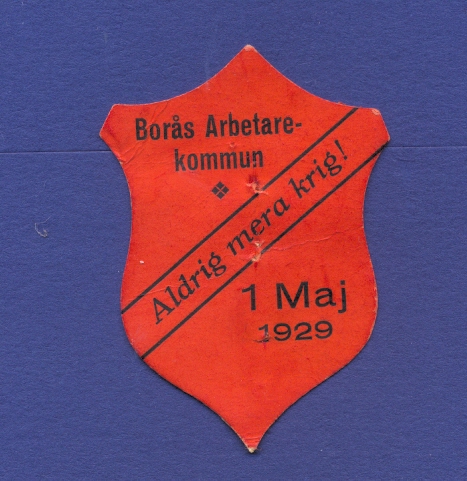 Borås Arbetare-
kommun
Aldrig mera krig!
1 Maj
1929